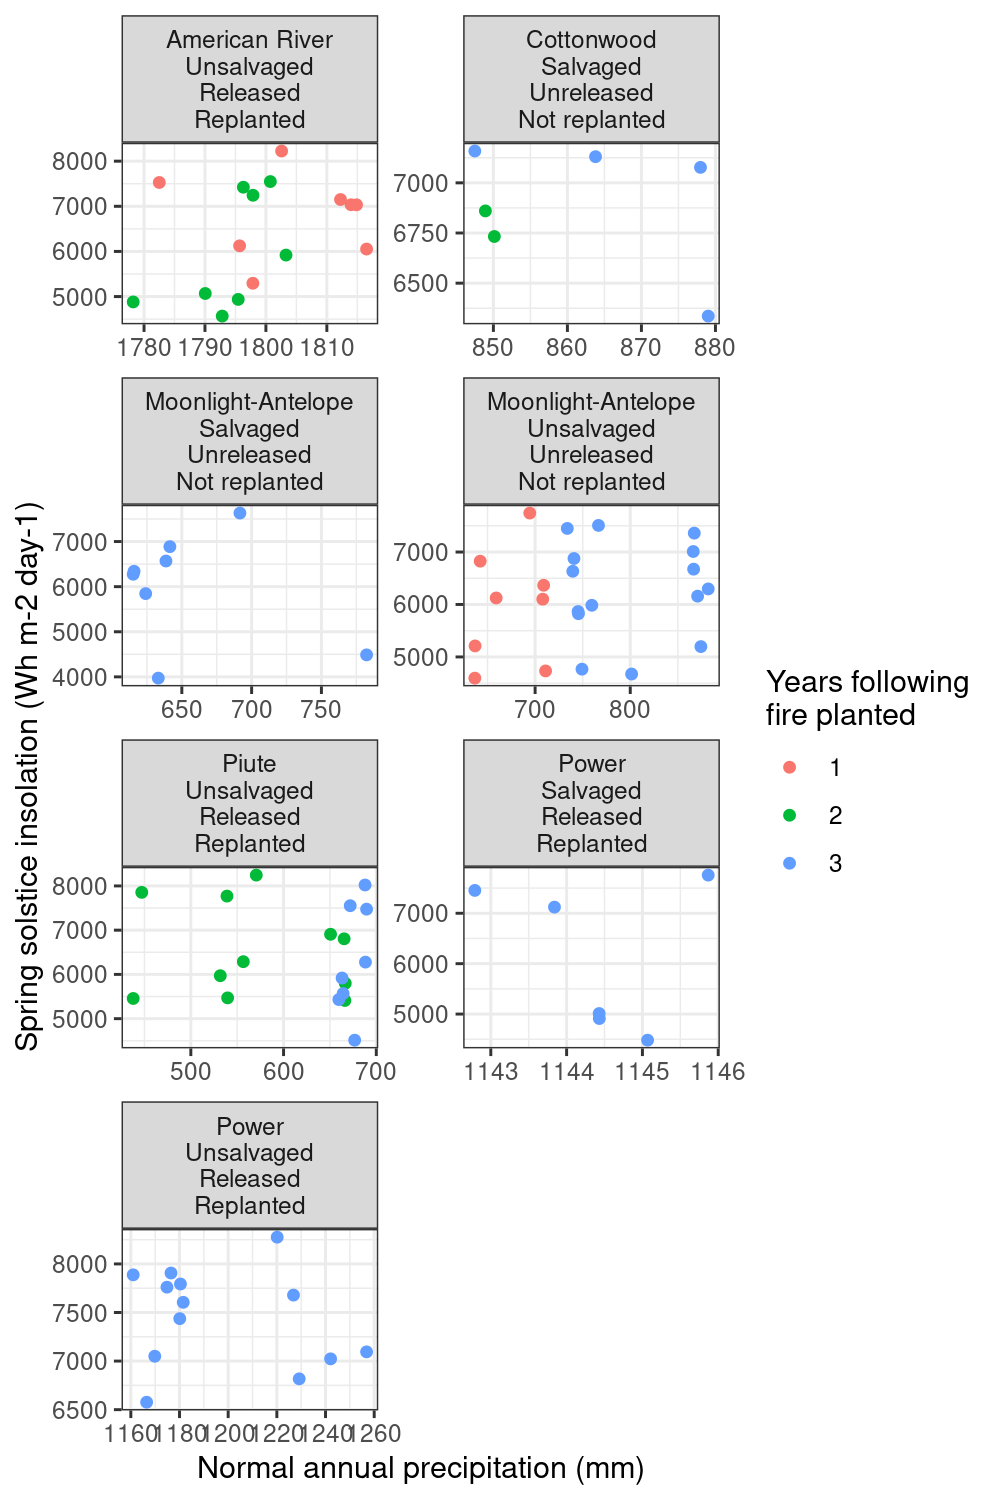 American River
Unsalvaged
Released
Replanted
8000
7000
6000
5000
1780 1790 1800 1810
Cottonwood
Salvaged
Unreleased
Not replanted
7000
6750
6500
850 860 870 880
Moonlight-Antelope
Salvaged
Unreleased
Not replanted
7000
6000
5000
4000
650 700 750
Moonlight-Antelope
Unsalvaged
Unreleased
Not replanted
7000
6000
5000
700 800
Piute
Unsalvaged
Released
Replanted
8000
7000
6000
5000
500 600 700
Power
Salvaged
Released
Replanted
7000
6000
5000
1143 1144 1145 1146
Power
Unsalvaged
Released
Replanted
8000
7500
7000
6500
1160 1180 1200 1220 1240 1260
Normal annual precipitation (mm)
Spring solstice insolation (Wh m-2 day-1)
Years following
fire planted
1
2
3